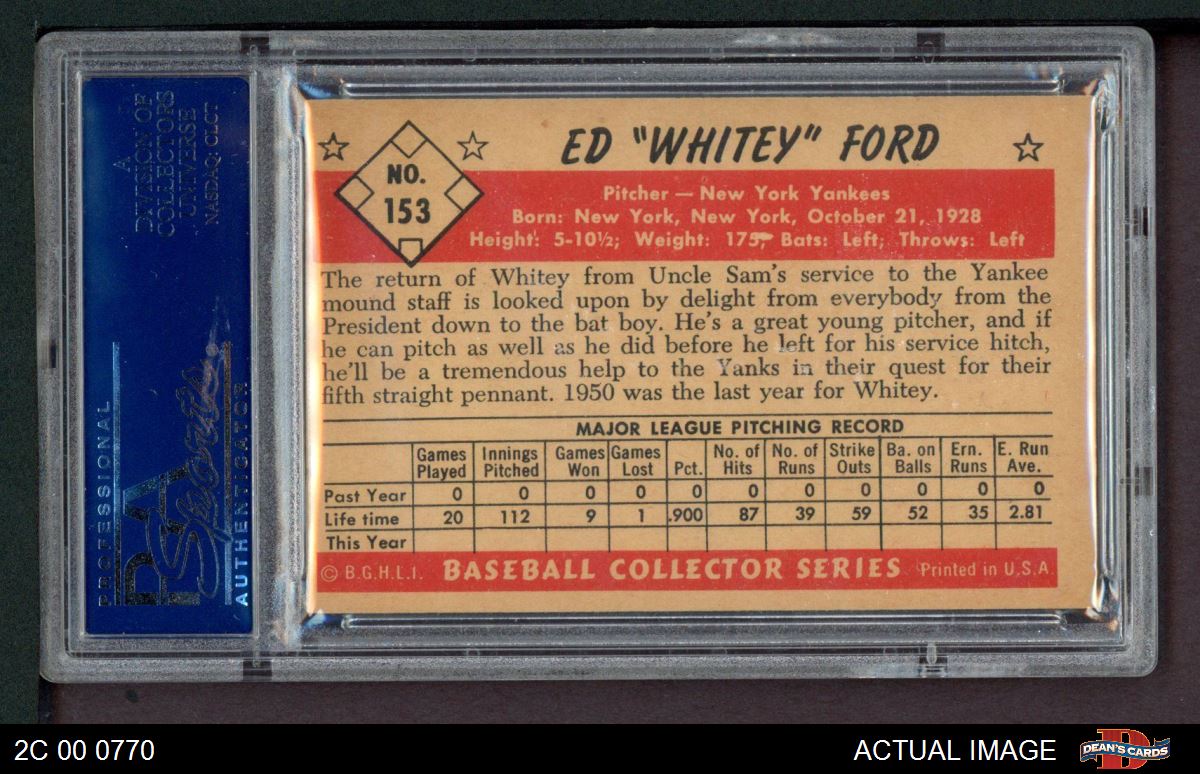 A
DIVISION OF
COLLECTORS
UNIVERSE
NASDAQ: CLCT
PROFESSIONAL
PSA
Sports
AUTHENTICATOR
NO.
153
ED "WHITEY" FORD
Pitcher — New York Yankees
Born: New York, New York, October 21, 1928
Height: 5-10½; Weight: 175; Bats: Left; Throws: Left
The return of Whitey from Uncle Sam's service to the Yankee
mound staff is looked upon by delight from everybody from the
President down to the bat boy. He's a great young pitcher, and if
he can pitch as well as he did before he left for his service hitch,
he'll be a tremendous help to the Yanks in their quest for their
fifth straight pennant. 1950 was the last year for Whitey.
MAJOR LEAGUE PITCHING RECORD
Games Played Innings Pitched Games Won Games Lost Pct. No. of Hits No. of Runs Strike Outs Ba. on Balls Ern. Runs E. Run Ave.
Past Year 0 0 0 0 0 0 0 0 0 0 0
Life time 20 112 9 1 .900 87 39 59 52 35 2.81
This Year
© B.G.H.L.I. BASEBALL COLLECTOR SERIES Printed in U.S.A.
2C 00 0770
ACTUAL IMAGE
DEAN'S CARDS